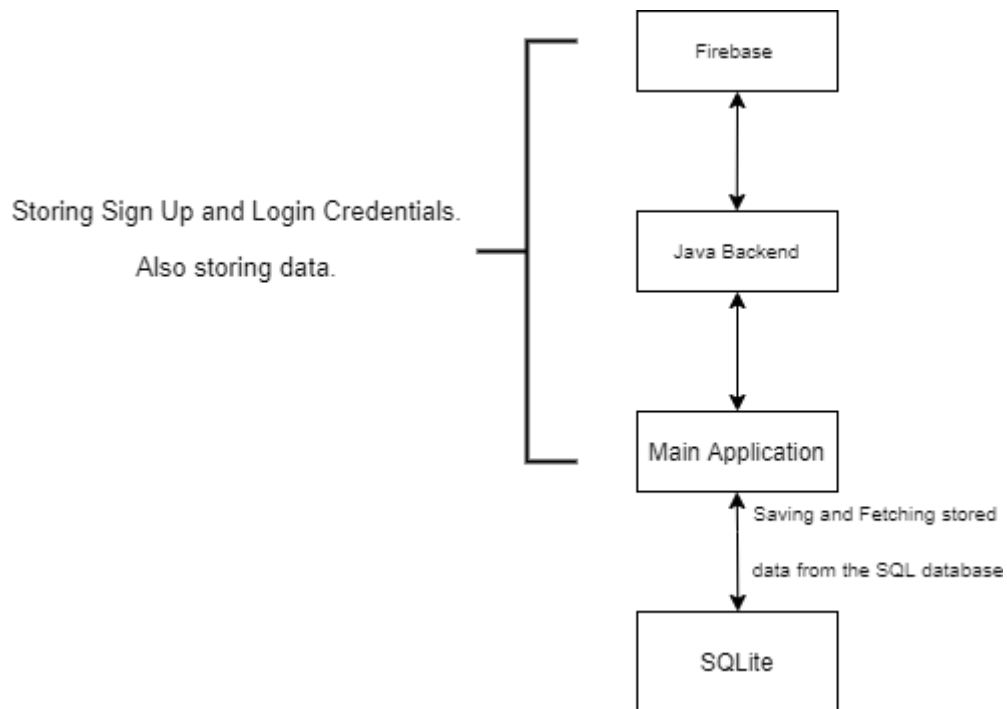 Firebase
Storing Sign Up and Login Credentials.
Also storing data.
Java Backend
Main Application
Saving and Fetching stored
data from the SQL database
SQLite